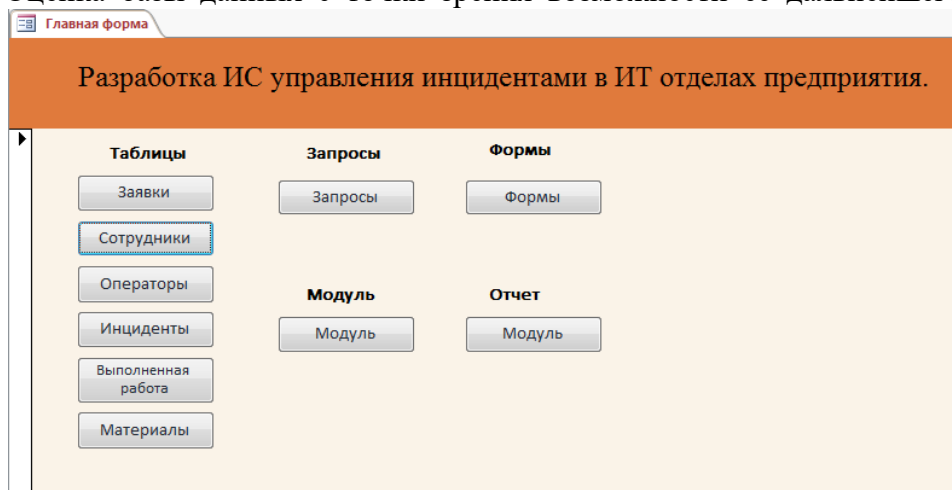 Главная форма
Разработка ИС управления инцидентами в ИТ отделах предприятия.
Таблицы
Заявки
Сотрудники
Операторы
Инциденты
Выполненная
работа
Материалы
Запросы
Запросы
Формы
Формы
Модуль
Модуль
Отчет
Модуль